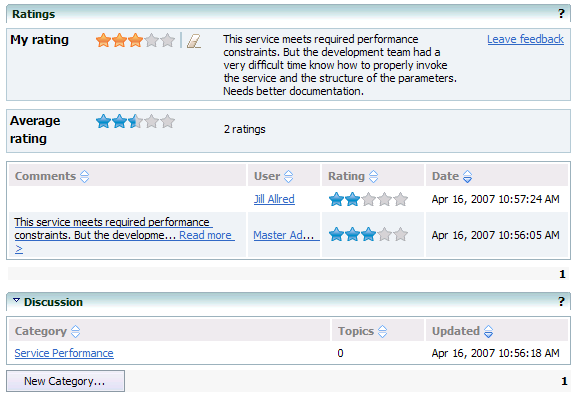 Ratings ?
My rating
This service meets required performance
constraints. But the development team had a
very difficult time know how to properly invoke
the service and the structure of the parameters.
Needs better documentation.
Leave feedback
Average
rating
2 ratings
Comments User Rating Date
Jill Allred Apr 16, 2007 10:57:24 AM
This service meets required performance
constraints. But the developme... Read more
>
Master Ad... Apr 16, 2007 10:56:05 AM
1
Discussion ?
Category Topics Updated
Service Performance 0 Apr 16, 2007 10:56:18 AM
New Category... 1